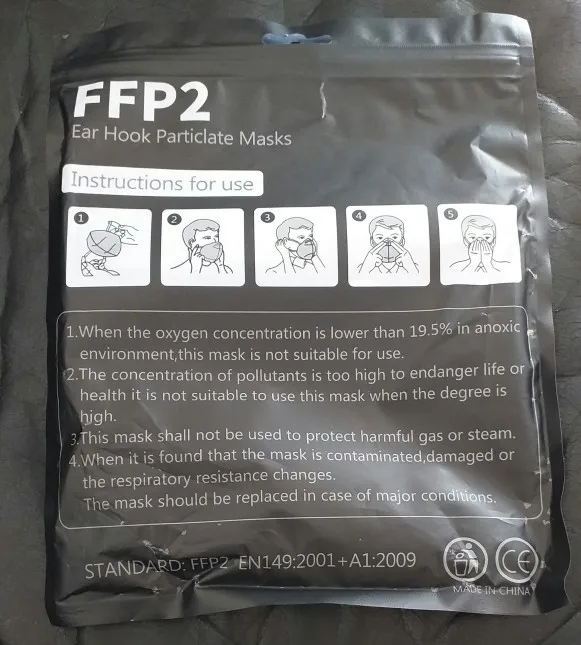 FFP2
Ear Hook Particlate Masks
Instructions for use
1 2 3 4 5
1.When the oxygen concentration is lower than 19.5% in anoxic
environment,this mask is not suitable for use.
2.The concentration of pollutants is too high to endanger life or
health it is not suitable to use this mask when the degree is
high.
3.This mask shall not be used to protect harmful gas or steam.
4.When it is found that the mask is contaminated,damaged or
the respiratory resistance changes.
The mask should be replaced in case of major conditions.
STANDARD: FFP2 EN149:2001+A1:2009
CE
MADE IN CHINA